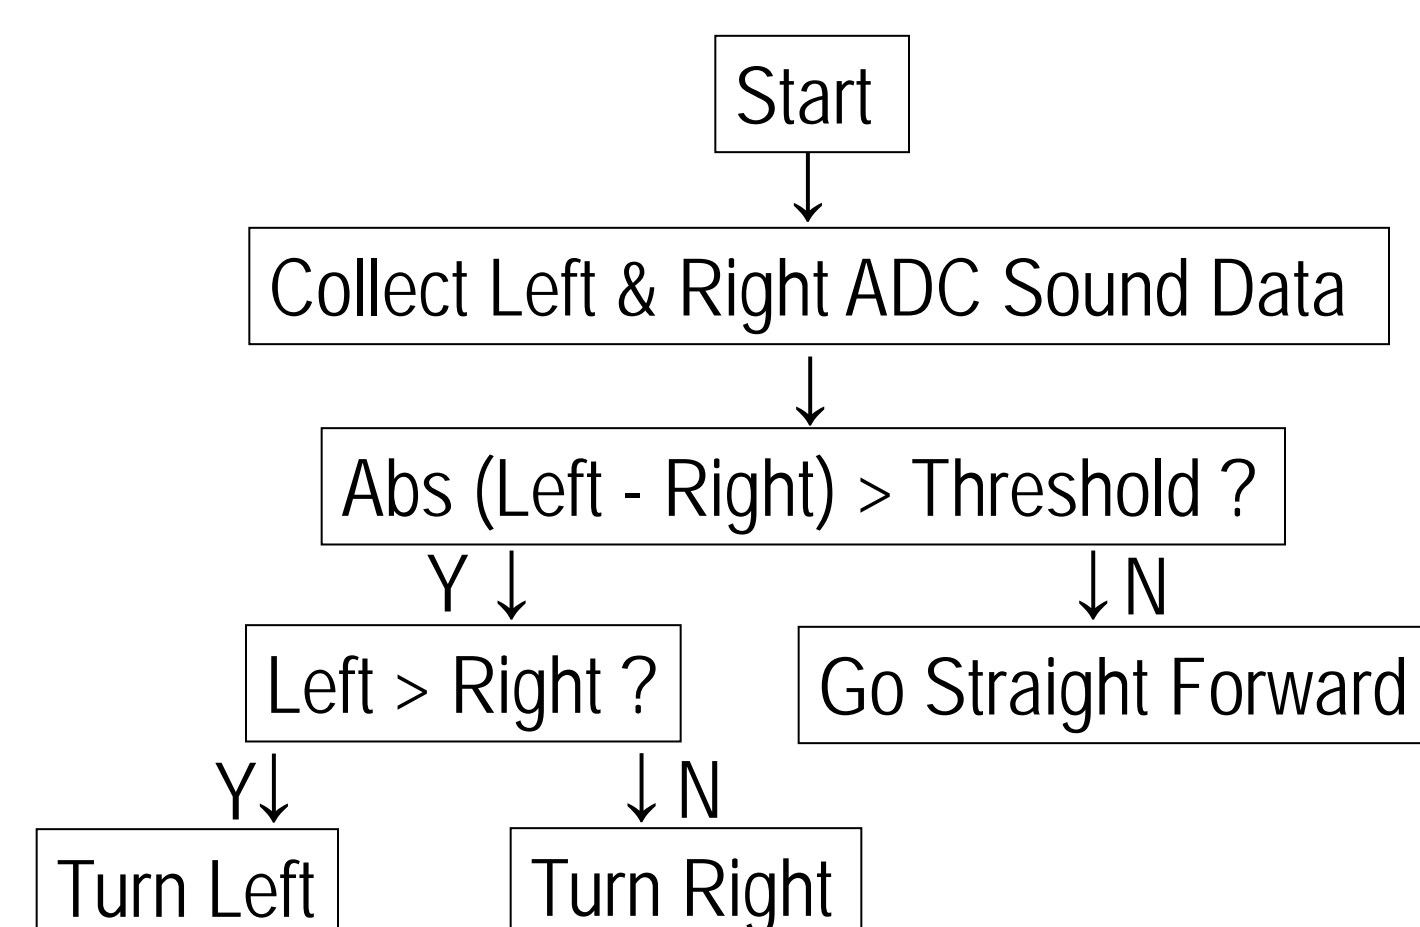 Start
Collect Left & Right ADC Sound Data
Abs (Left - Right) > Threshold ?
Y
N
Left > Right ?
Go Straight Forward
Y
N
Turn Left
Turn Right